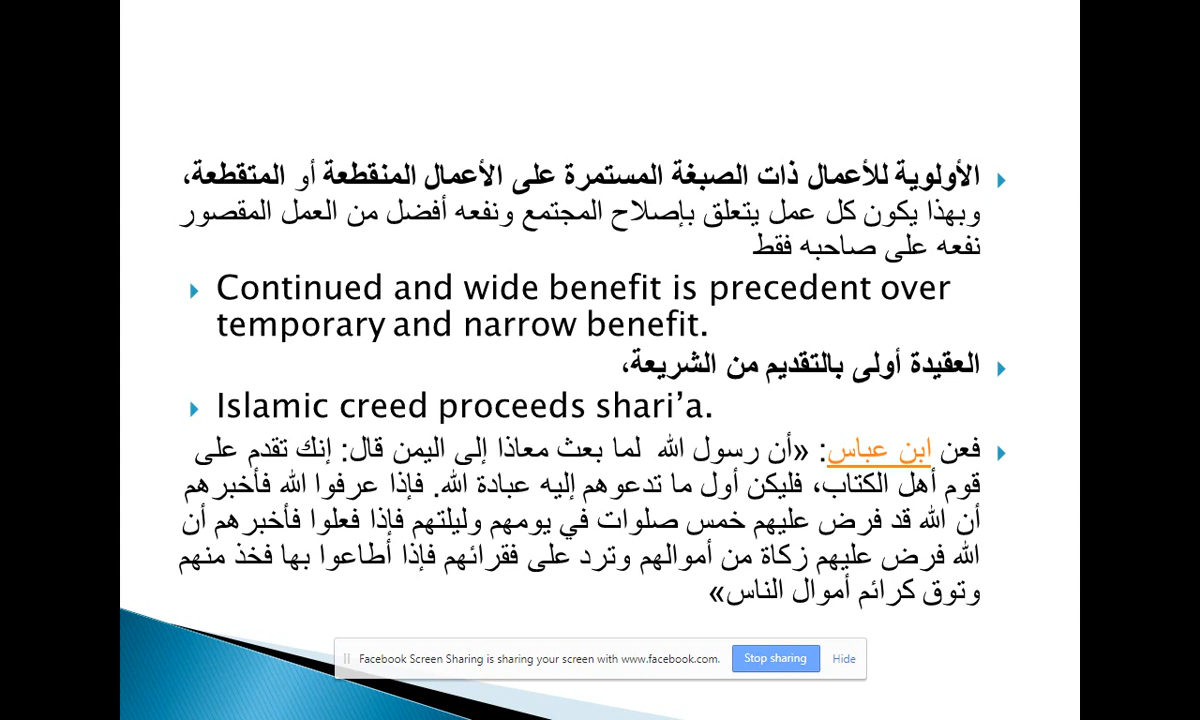 الأولوية للأعمال ذات الصبغة المستمرة على الأعمال المنقطعة أو المتقطعة،
وبهذا يكون كل عمل يتعلق بإصلاح المجتمع ونفعه أفضل من العمل المقصور
نفعه على صاحبه فقط
Continued and wide benefit is precedent over
temporary and narrow benefit.
العقيدة أولى بالتقديم من الشريعة،
Islamic creed proceeds shari’a.
فعن ابن عباس: «أن رسول الله لما بعث معاذا إلى اليمن قال: إنك تقدم على
قوم أهل الكتاب، فليكن أول ما تدعوهم إليه عبادة الله. فإذا عرفوا الله فأخبرهم
أن الله قد فرض عليهم خمس صلوات في يومهم وليلتهم فإذا فعلوا فأخبرهم أن
الله فرض عليهم زكاة من أموالهم وترد على فقرائهم فإذا أطاعوا بها فخذ منهم
وتوق كرائم أموال الناس»
Facebook Screen Sharing is sharing your screen with www.facebook.com. Stop sharing Hide